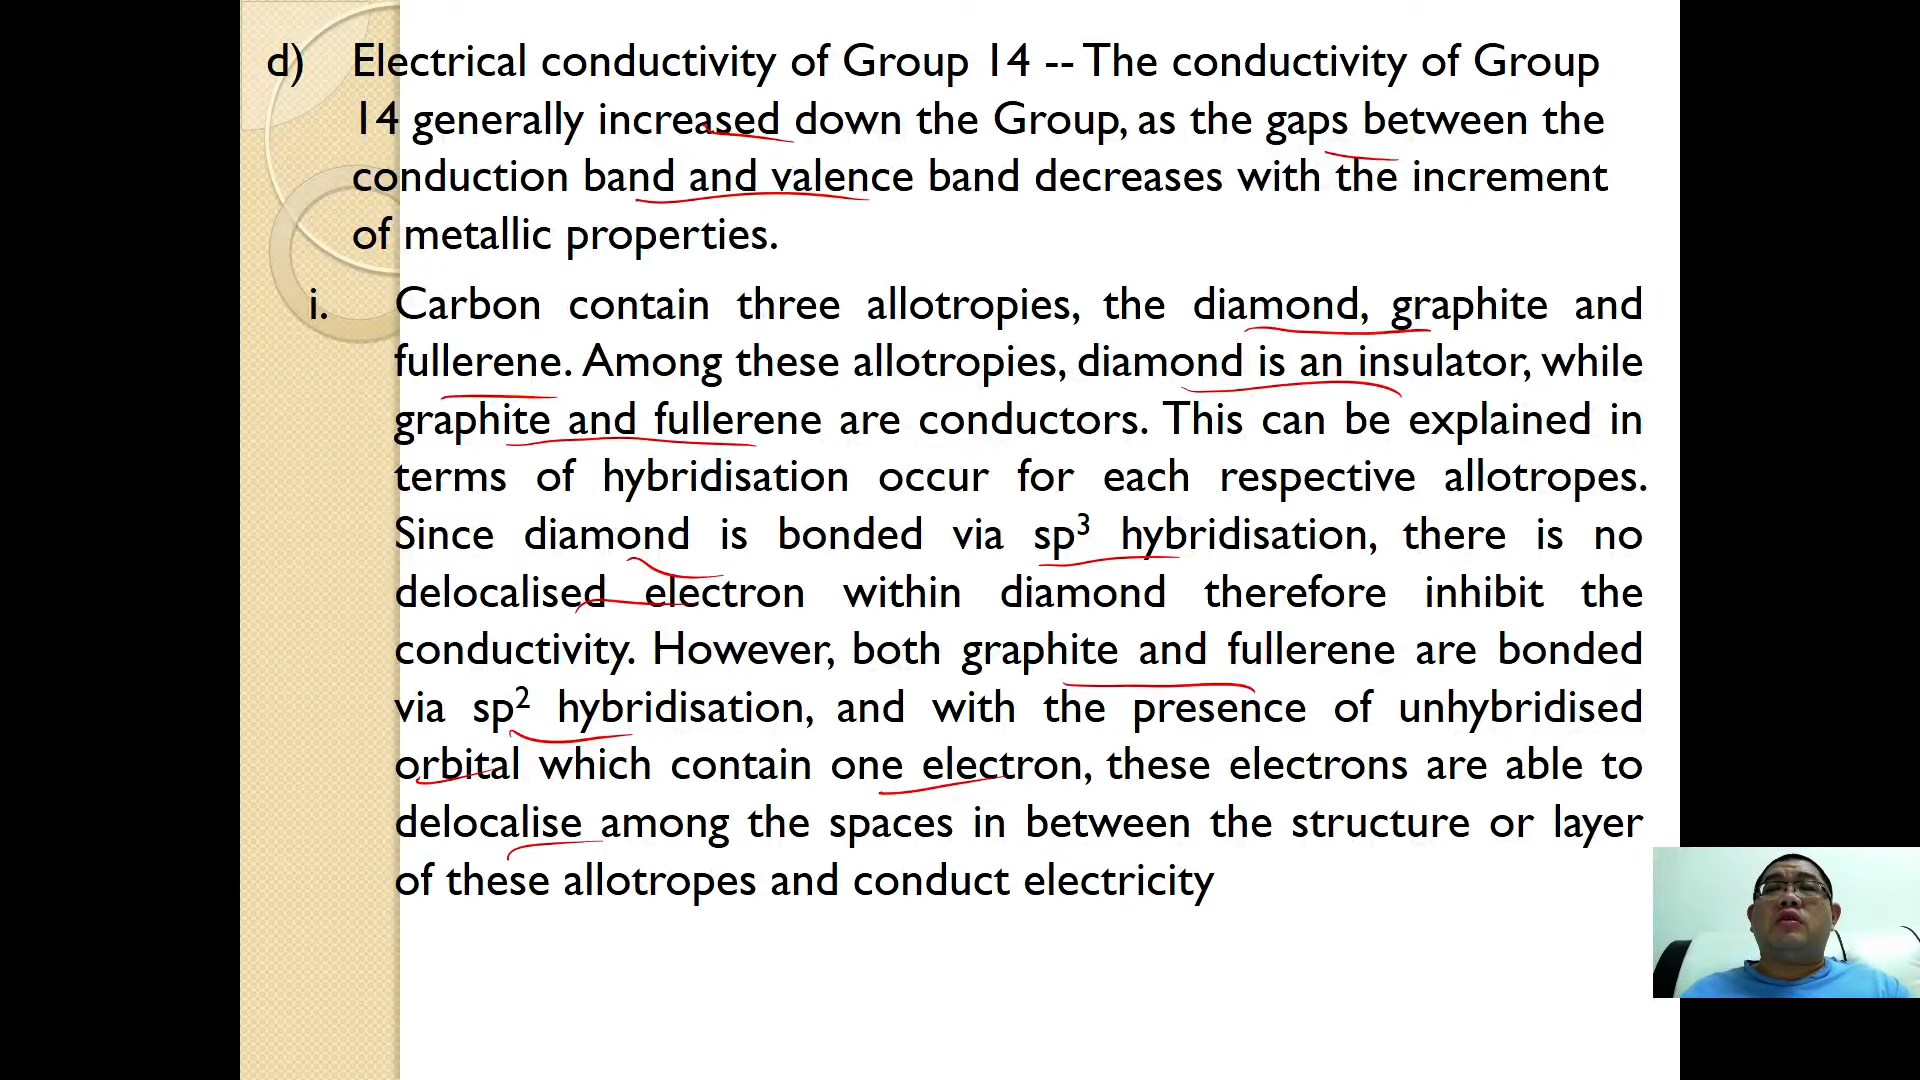 d) Electrical conductivity of Group 14 -- The conductivity of Group
14 generally increased down the Group, as the gaps between the
conduction band and valence band decreases with the increment
of metallic properties.
i. Carbon contain three allotropies, the diamond, graphite and
fullerene. Among these allotropies, diamond is an insulator, while
graphite and fullerene are conductors. This can be explained in
terms of hybridisation occur for each respective allotropes.
Since diamond is bonded via sp³ hybridisation, there is no
delocalised electron within diamond therefore inhibit the
conductivity. However, both graphite and fullerene are bonded
via sp² hybridisation, and with the presence of unhybridised
orbital which contain one electron, these electrons are able to
delocalise among the spaces in between the structure or layer
of these allotropes and conduct electricity